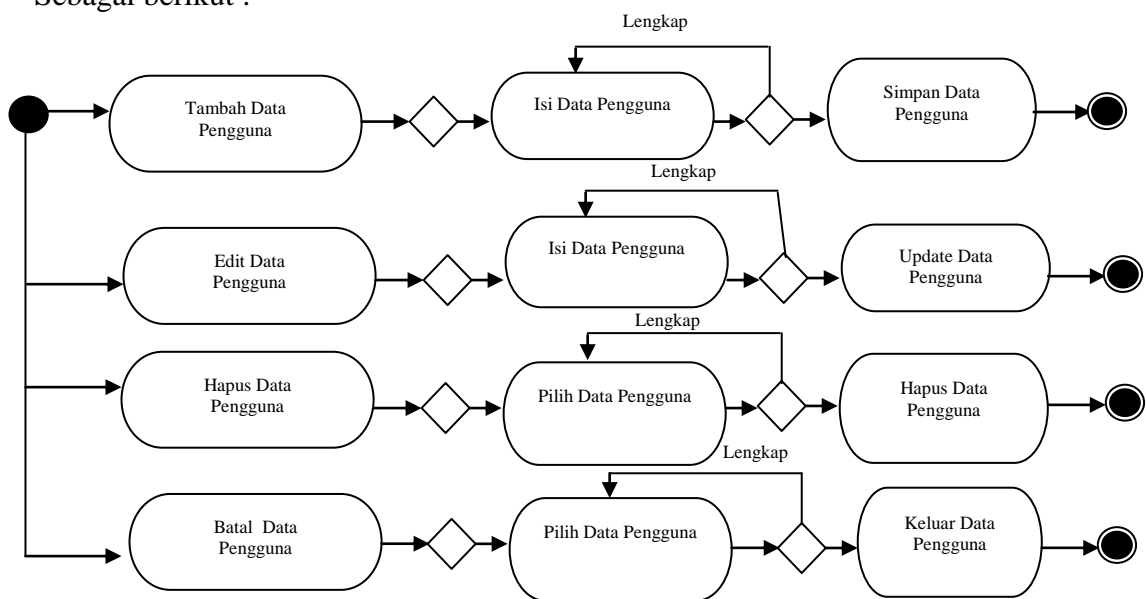 Sebagai berikut :
Lengkap
Tambah Data
Pengguna
Isi Data Pengguna
Simpan Data
Pengguna
Lengkap
Edit Data
Pengguna
Isi Data Pengguna
Update Data
Pengguna
Lengkap
Hapus Data
Pengguna
Pilih Data Pengguna
Hapus Data
Pengguna
Lengkap
Batal Data
Pengguna
Pilih Data Pengguna
Keluar Data
Pengguna